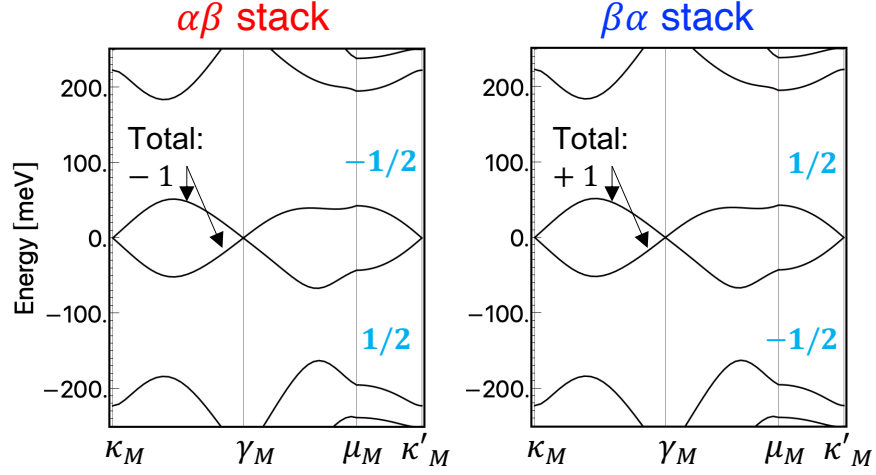 αβ stack
βα stack
Energy [meV]
200.
100
0.
−100.
−200.
Total:
− 1
−1/2
1/2
κ_M
γ_M
μ_M
κ'_M
200.
100
0.
−100.
−200.
Total:
+ 1
1/2
−1/2
κ_M
γ_M
μ_M
κ'_M